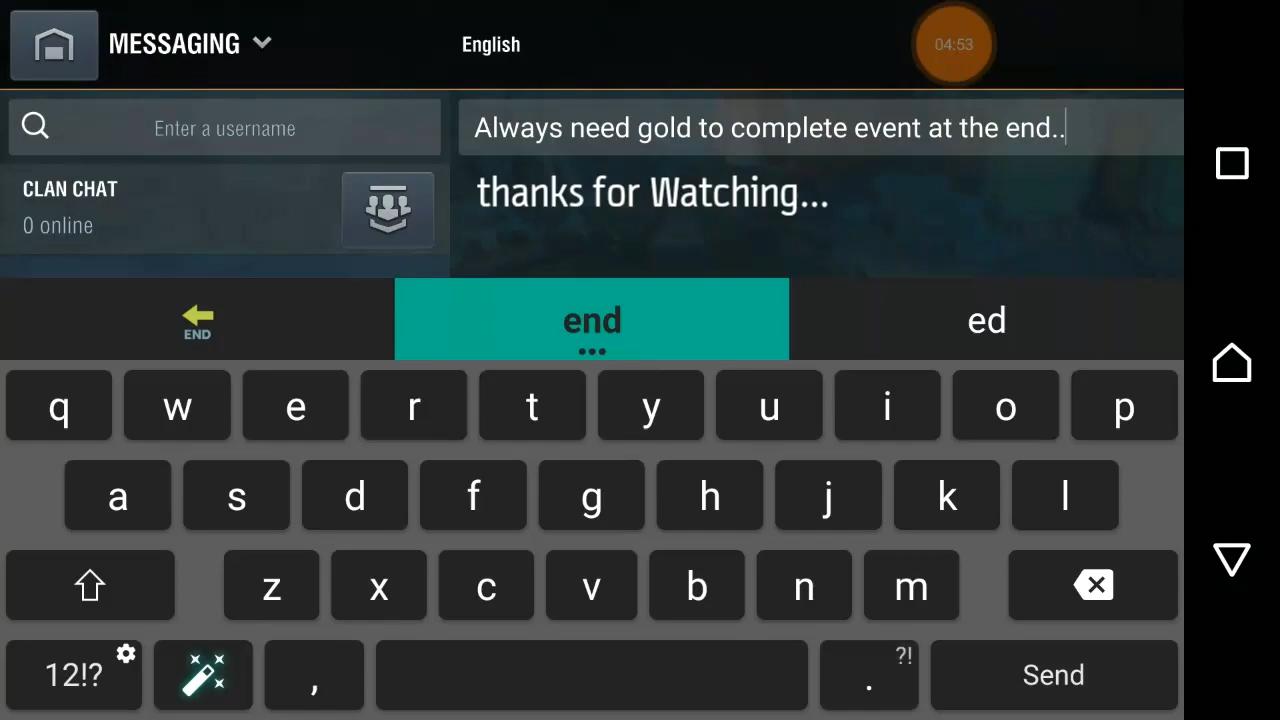 MESSAGING
English
04:53
Enter a username
Always need gold to complete event at the end..
CLAN CHAT
0 online
thanks for Watching...
END
end
ed
q w e r t y u i o p
a s d f g h j k l
z x c v b n m
12!? , . ?! Send